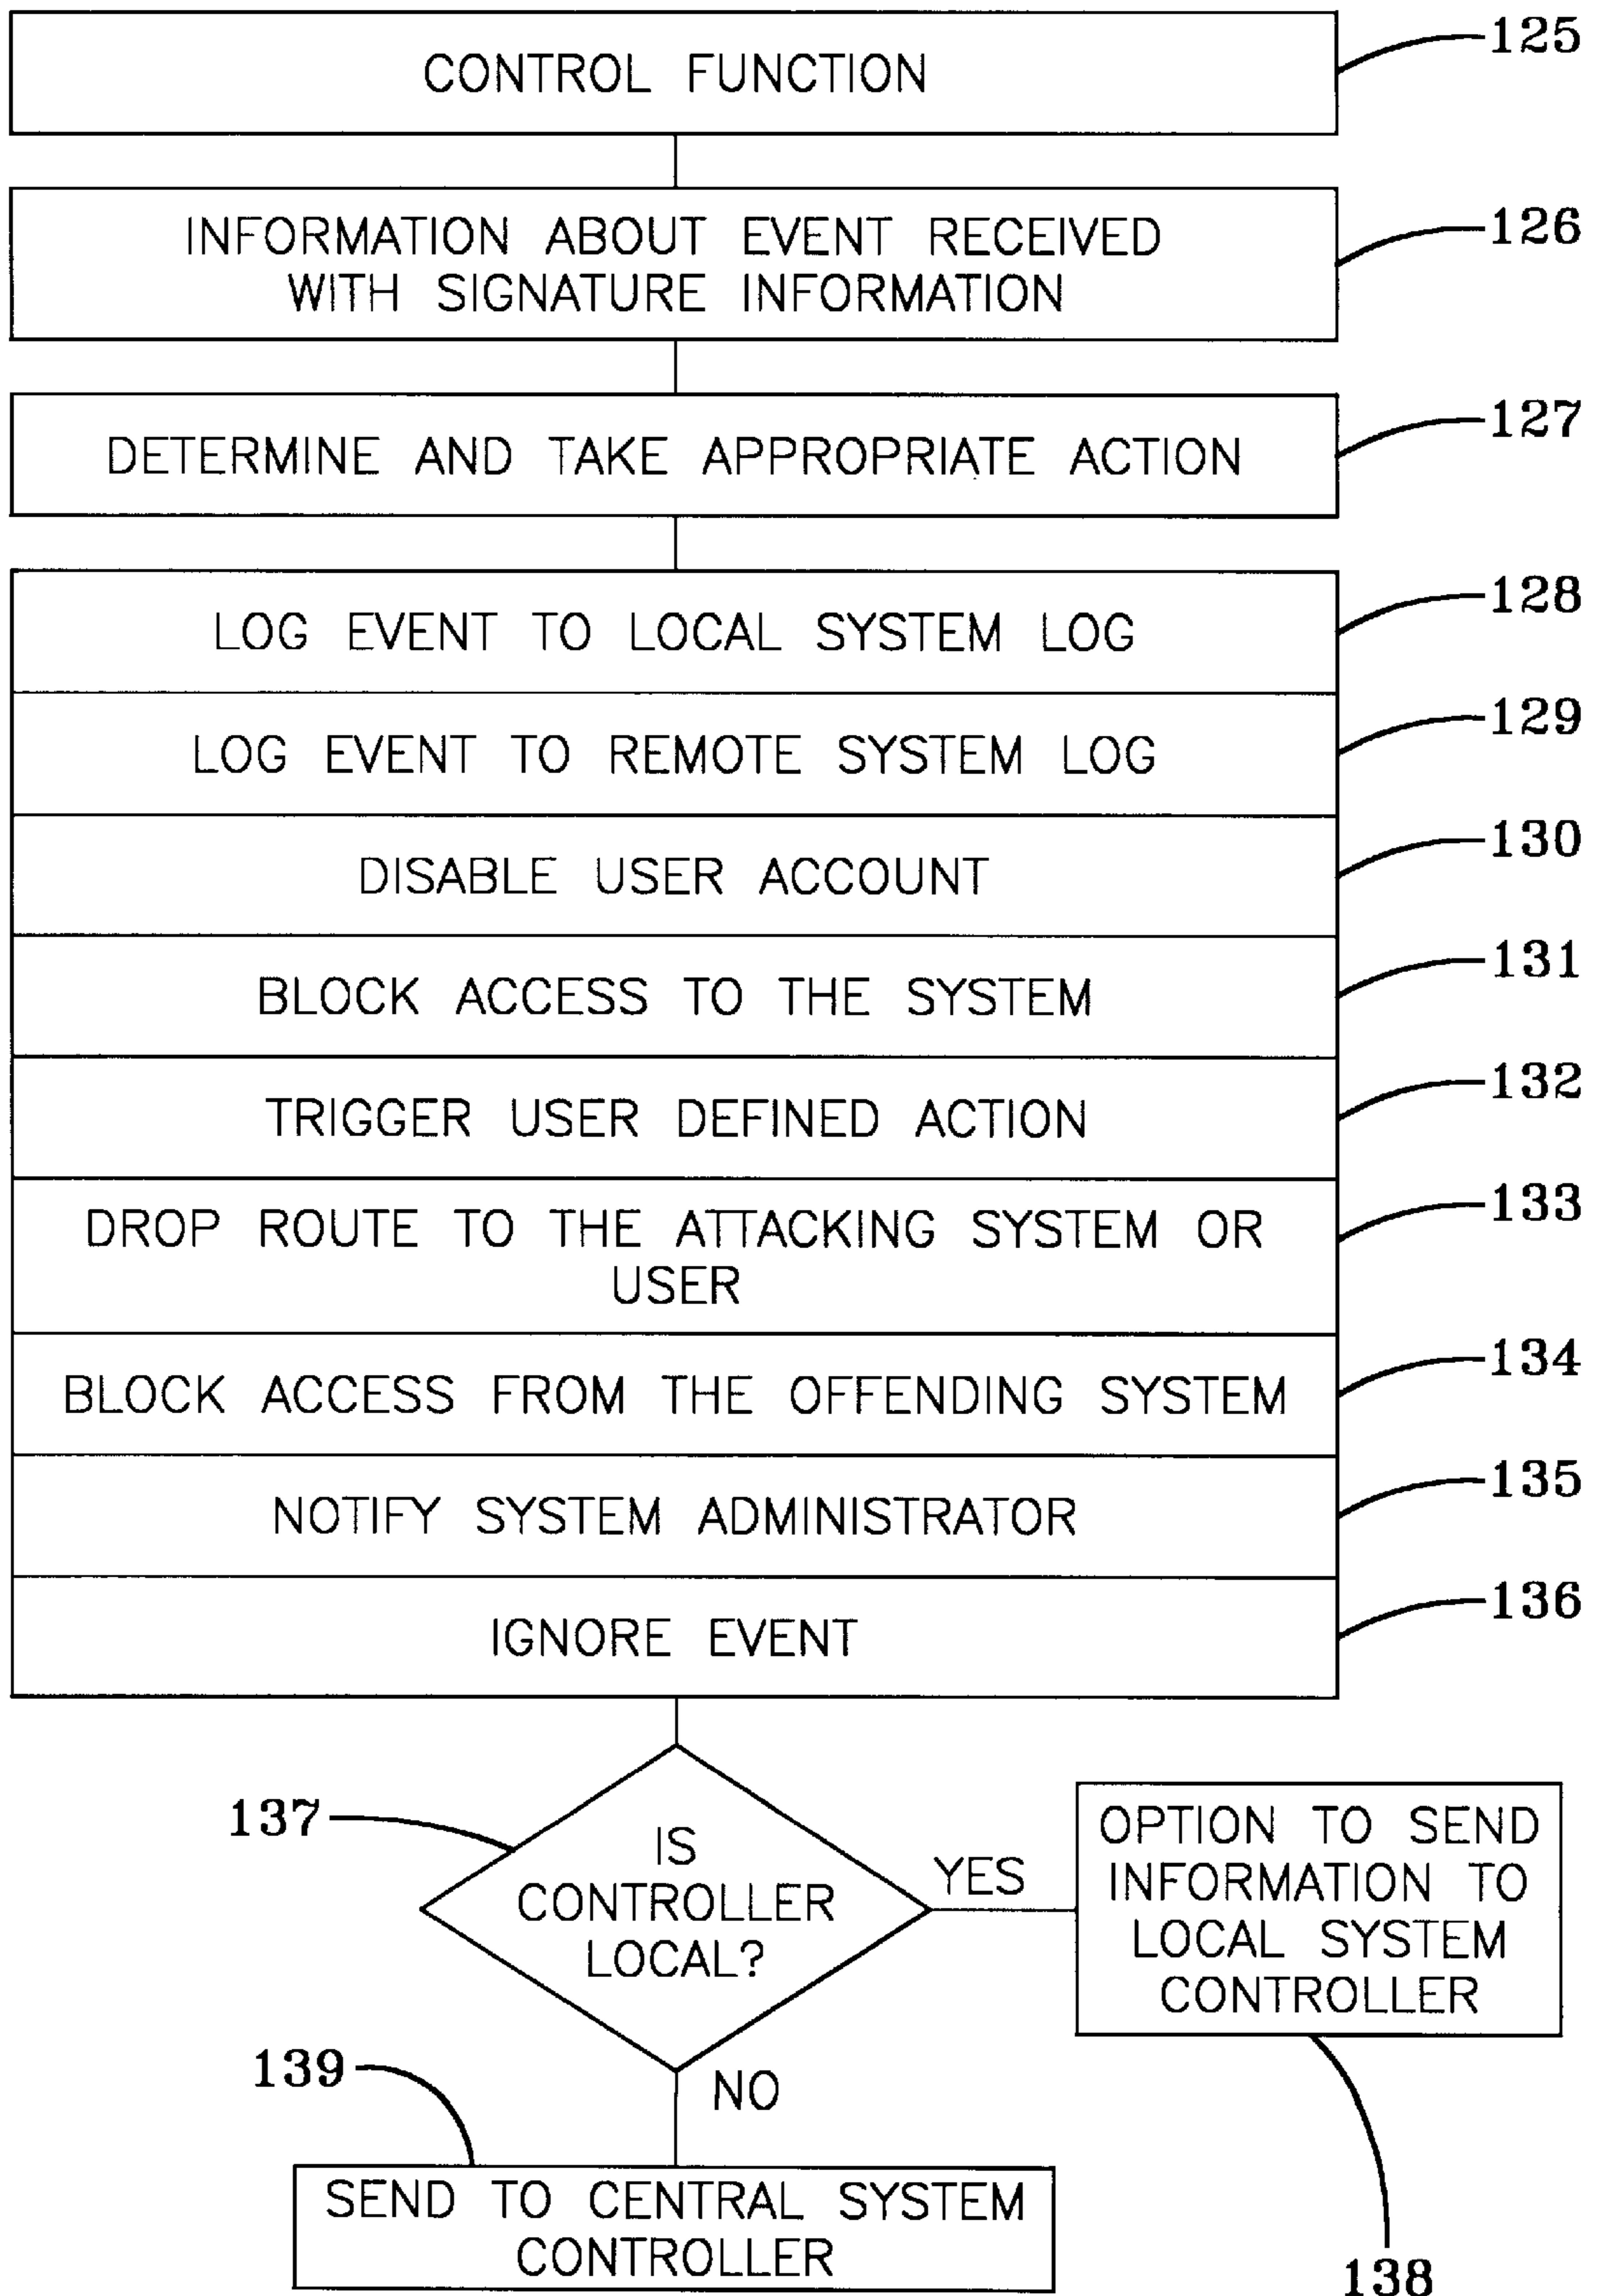 CONTROL FUNCTION
125
INFORMATION ABOUT EVENT RECEIVED
WITH SIGNATURE INFORMATION
126
DETERMINE AND TAKE APPROPRIATE ACTION
127
LOG EVENT TO LOCAL SYSTEM LOG
128
LOG EVENT TO REMOTE SYSTEM LOG
129
DISABLE USER ACCOUNT
130
BLOCK ACCESS TO THE SYSTEM
131
TRIGGER USER DEFINED ACTION
132
DROP ROUTE TO THE ATTACKING SYSTEM OR
USER
133
BLOCK ACCESS FROM THE OFFENDING SYSTEM
134
NOTIFY SYSTEM ADMINISTRATOR
135
IGNORE EVENT
136
137
IS
CONTROLLER
LOCAL?
YES
OPTION TO SEND
INFORMATION TO
LOCAL SYSTEM
CONTROLLER
138
NO
139
SEND TO CENTRAL SYSTEM
CONTROLLER